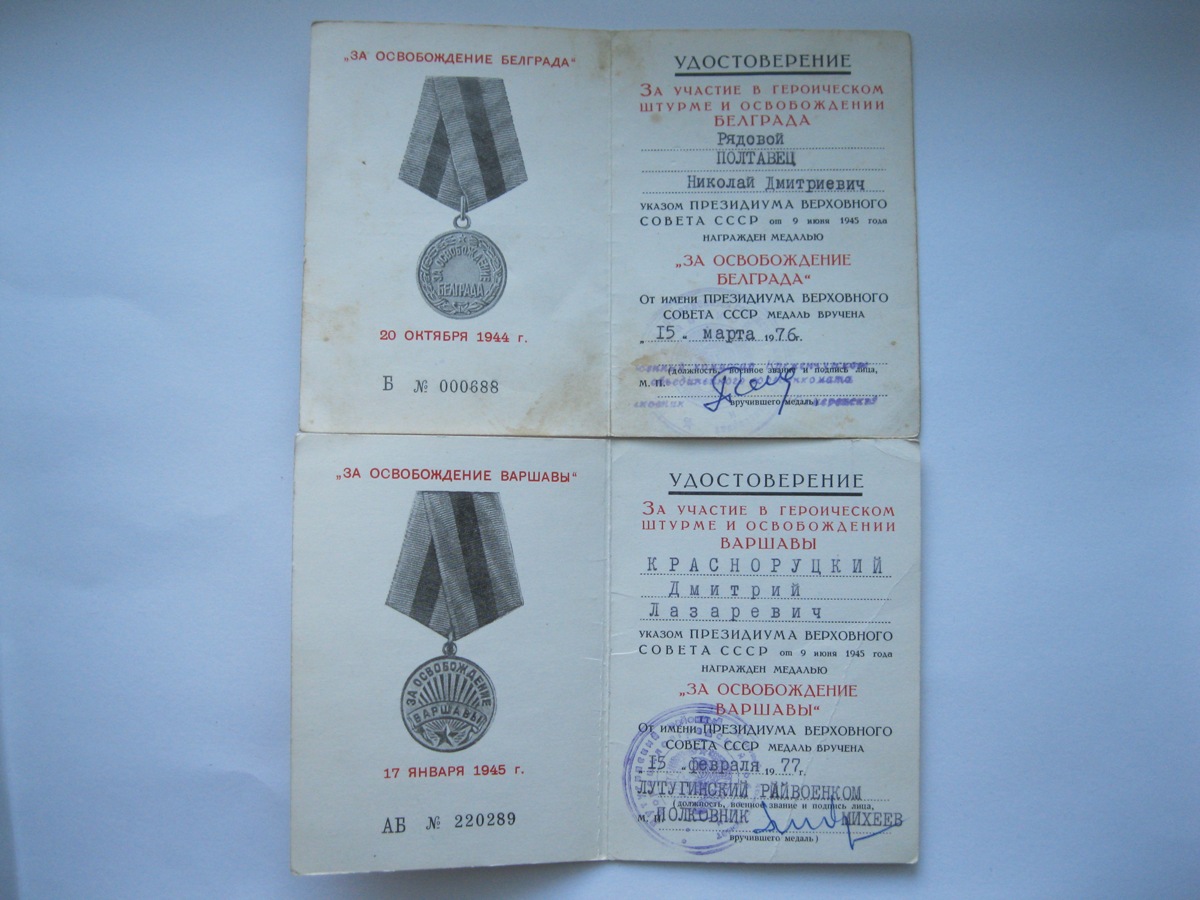 „ЗА ОСВОБОЖДЕНИЕ БЕЛГРАДА“
ЗА ОСВОБОЖДЕНИЕ
БЕЛГРАДА
20 ОКТЯБРЯ 1944 г.
Б № 000688
УДОСТОВЕРЕНИЕ
ЗА УЧАСТИЕ В ГЕРОИЧЕСКОМ
ШТУРМЕ И ОСВОБОЖДЕНИИ
БЕЛГРАДА
Рядовой
ПОЛТАВЕЦ
Николай Дмитриевич
УКАЗОМ ПРЕЗИДИУМА ВЕРХОВНОГО
СОВЕТА СССР от 9 июня 1945 года
НАГРАЖДЕН МЕДАЛЬЮ
„ЗА ОСВОБОЖДЕНИЕ
БЕЛГРАДА“
ОТ ИМЕНИ ПРЕЗИДИУМА ВЕРХОВНОГО
СОВЕТА СССР МЕДАЛЬ ВРУЧЕНА
„15. марта 1976г.
(должность, военное звание и подпись лица,
М. П.
вручившего медаль)
„ЗА ОСВОБОЖДЕНИЕ ВАРШАВЫ“
ЗА ОСВОБОЖДЕНИЕ
ВАРШАВЫ
17 ЯНВАРЯ 1945 г.
АБ № 220289
УДОСТОВЕРЕНИЕ
ЗА УЧАСТИЕ В ГЕРОИЧЕСКОМ
ШТУРМЕ И ОСВОБОЖДЕНИИ
ВАРШАВЫ
КРАСНОРУЦКИЙ
Дмитрий
Лазаревич
УКАЗОМ ПРЕЗИДИУМА ВЕРХОВНОГО
СОВЕТА СССР от 9 июня 1945 года
НАГРАЖДЕН МЕДАЛЬЮ
„ЗА ОСВОБОЖДЕНИЕ
ВАРШАВЫ“
ОТ ИМЕНИ ПРЕЗИДИУМА ВЕРХОВНОГО
СОВЕТА СССР МЕДАЛЬ ВРУЧЕНА
„15 „февраля 1977г.
ЛУТУГИНСКИЙ РАЙВОЕНКОМ
(должность, военное звание и подпись лица,
М. П. ПОЛКОВНИК МИХЕЕВ
вручившего медаль)